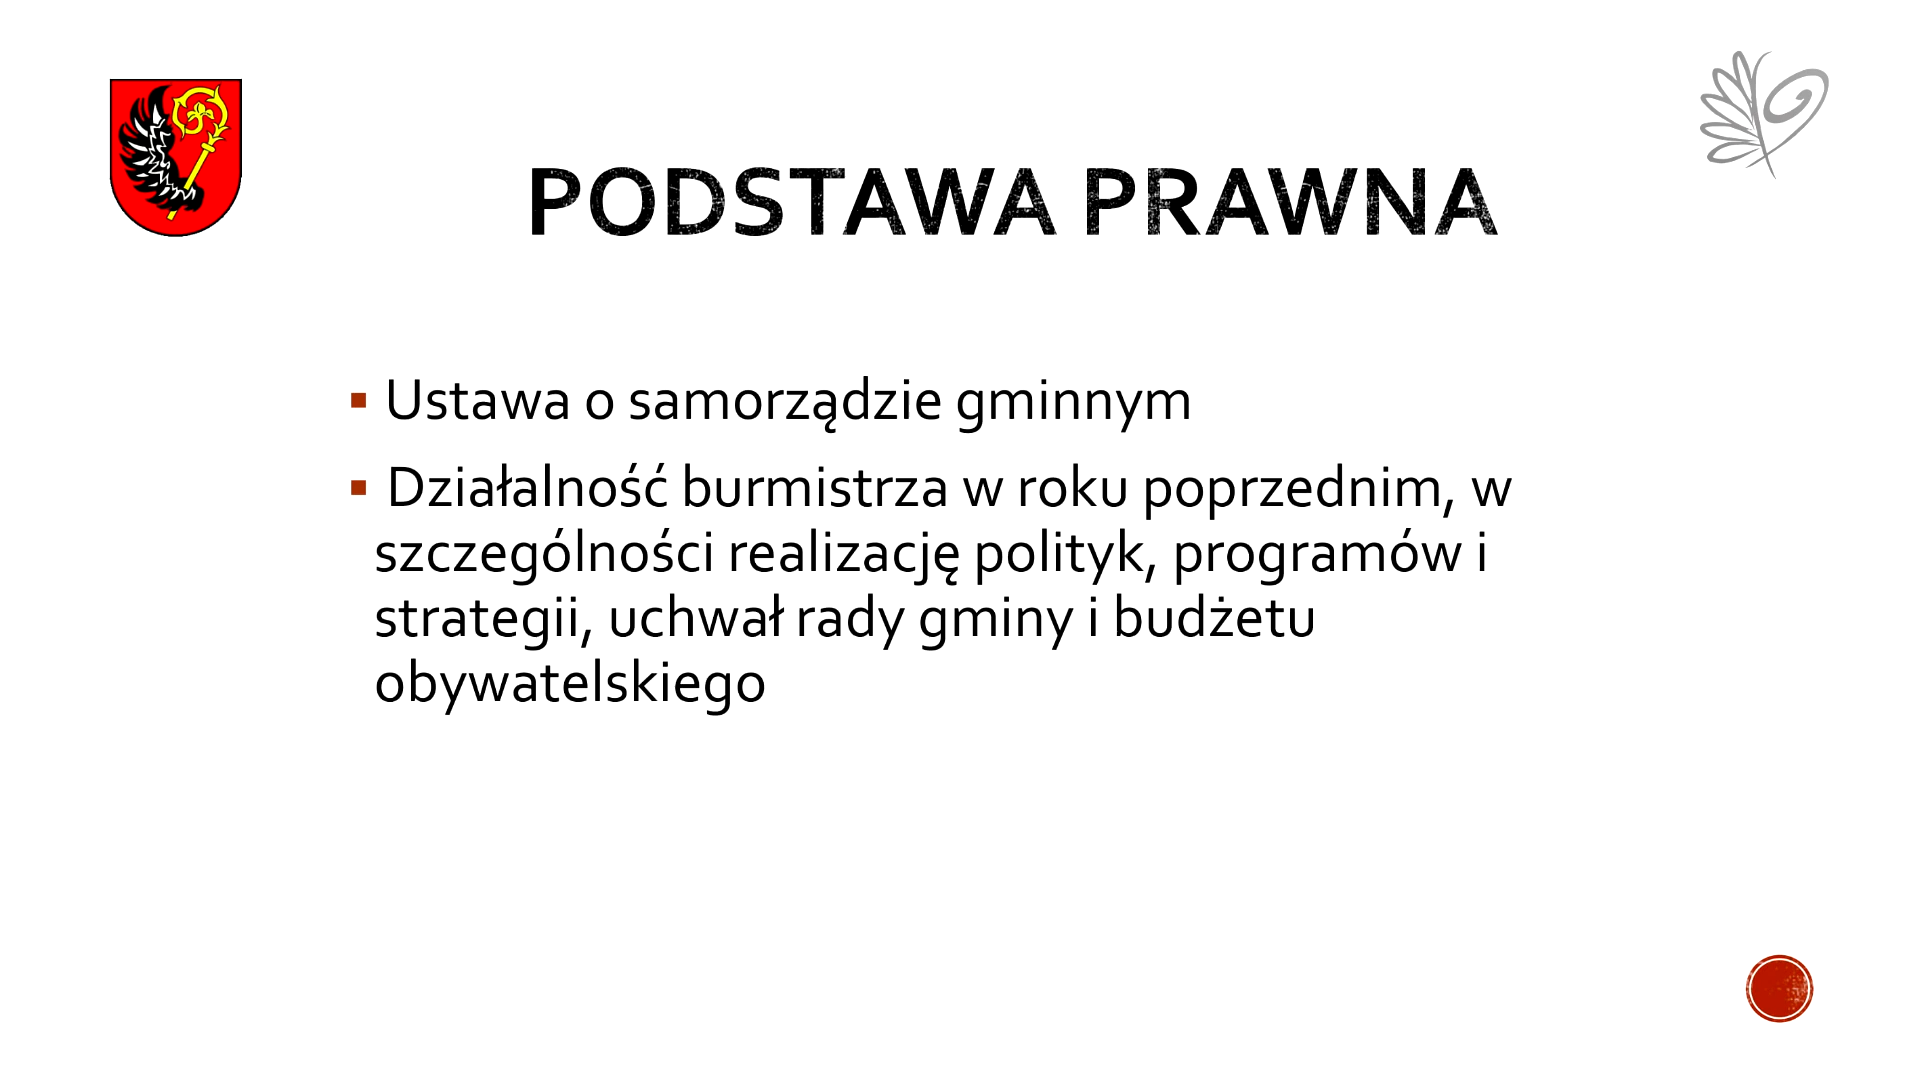 PODSTAWA PRAWNA
▪ Ustawa o samorządzie gminnym
▪ Działalność burmistrza w roku poprzednim, w
szczególności realizację polityk, programów i
strategii, uchwał rady gminy i budżetu
obywatelskiego